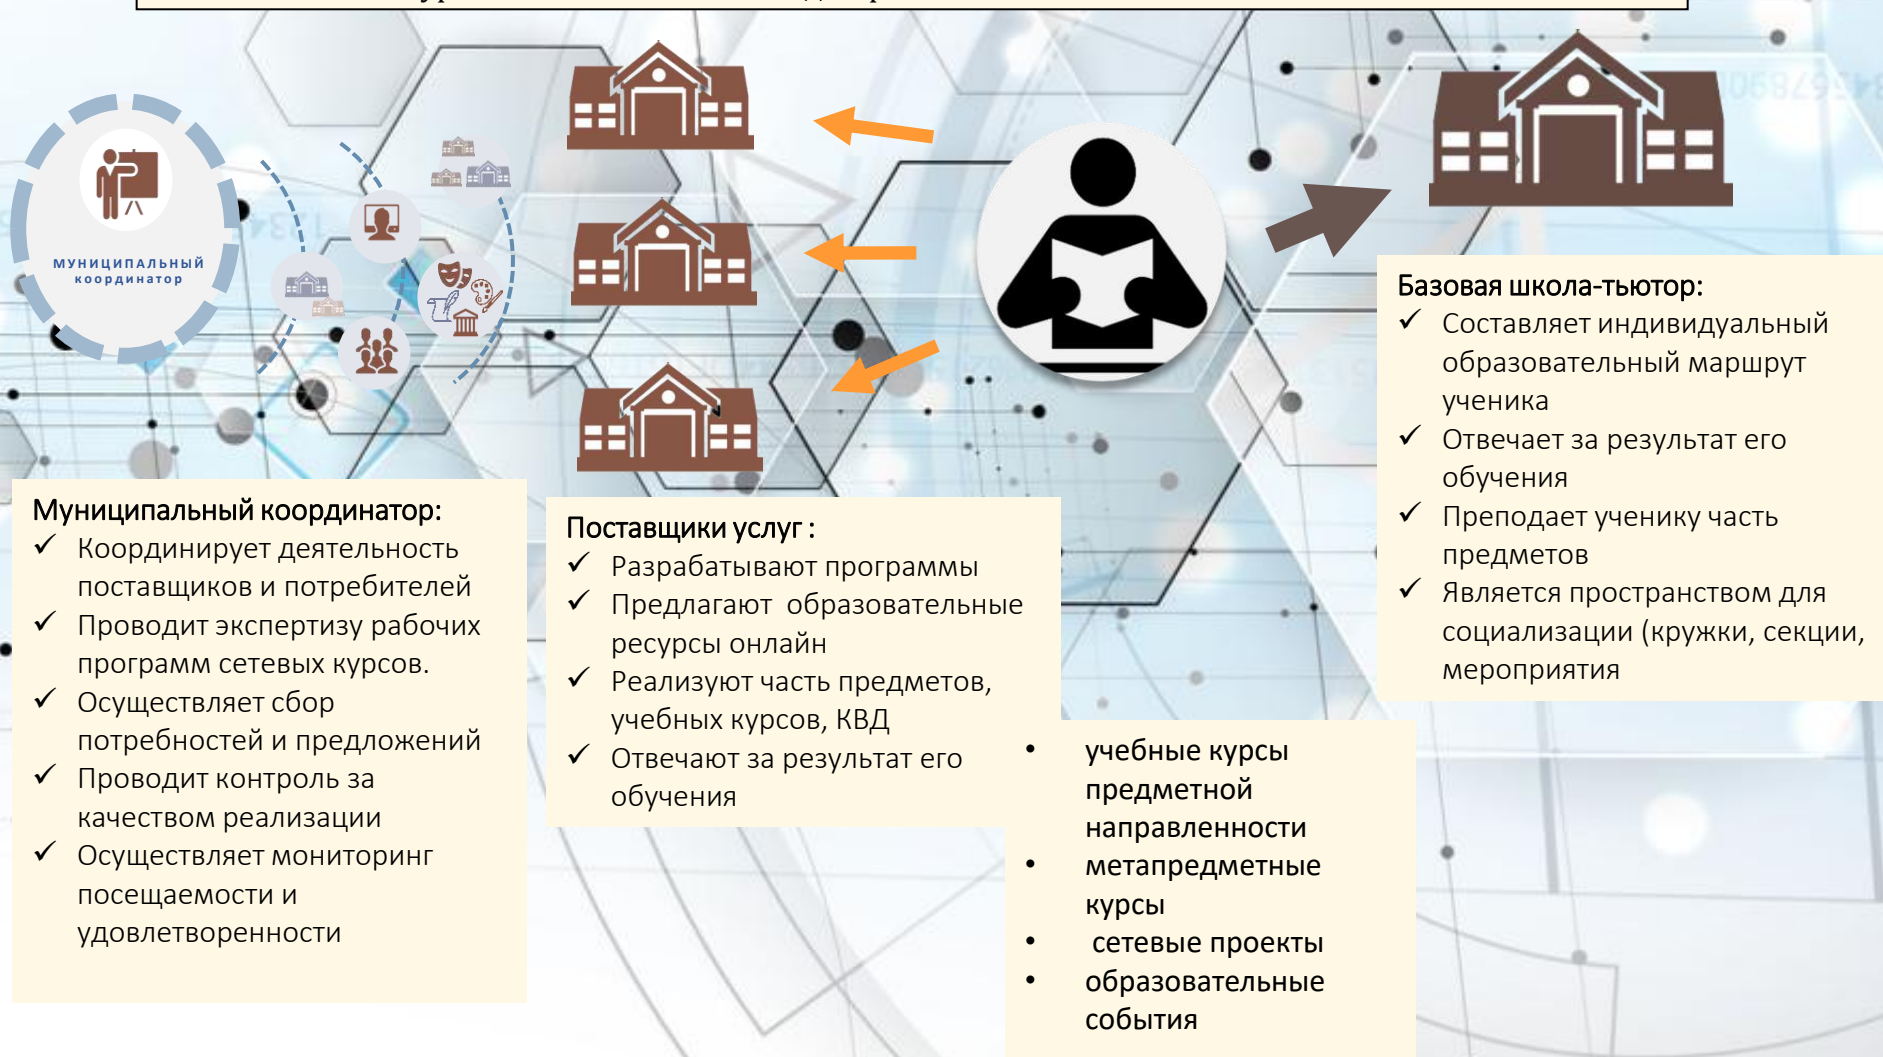 МУНИЦИПАЛЬНЫЙ
координатор
Муниципальный координатор:
✓ Координирует деятельность
поставщиков и потребителей
✓ Проводит экспертизу рабочих
программ сетевых курсов.
✓ Осуществляет сбор
потребностей и предложений
✓ Проводит контроль за
качеством реализации
✓ Осуществляет мониторинг
посещаемости и
удовлетворенности
Поставщики услуг :
✓ Разрабатывают программы
✓ Предлагают образовательные
ресурсы онлайн
✓ Реализуют часть предметов,
учебных курсов, КВД
✓ Отвечают за результат его
обучения
• учебные курсы
предметной
направленности
• метапредметные
курсы
• сетевые проекты
• образовательные
события
Базовая школа-тьютор:
✓ Составляет индивидуальный
образовательный маршрут
ученика
✓ Отвечает за результат его
обучения
✓ Преподает ученику часть
предметов
✓ Является пространством для
социализации (кружки, секции,
мероприятия